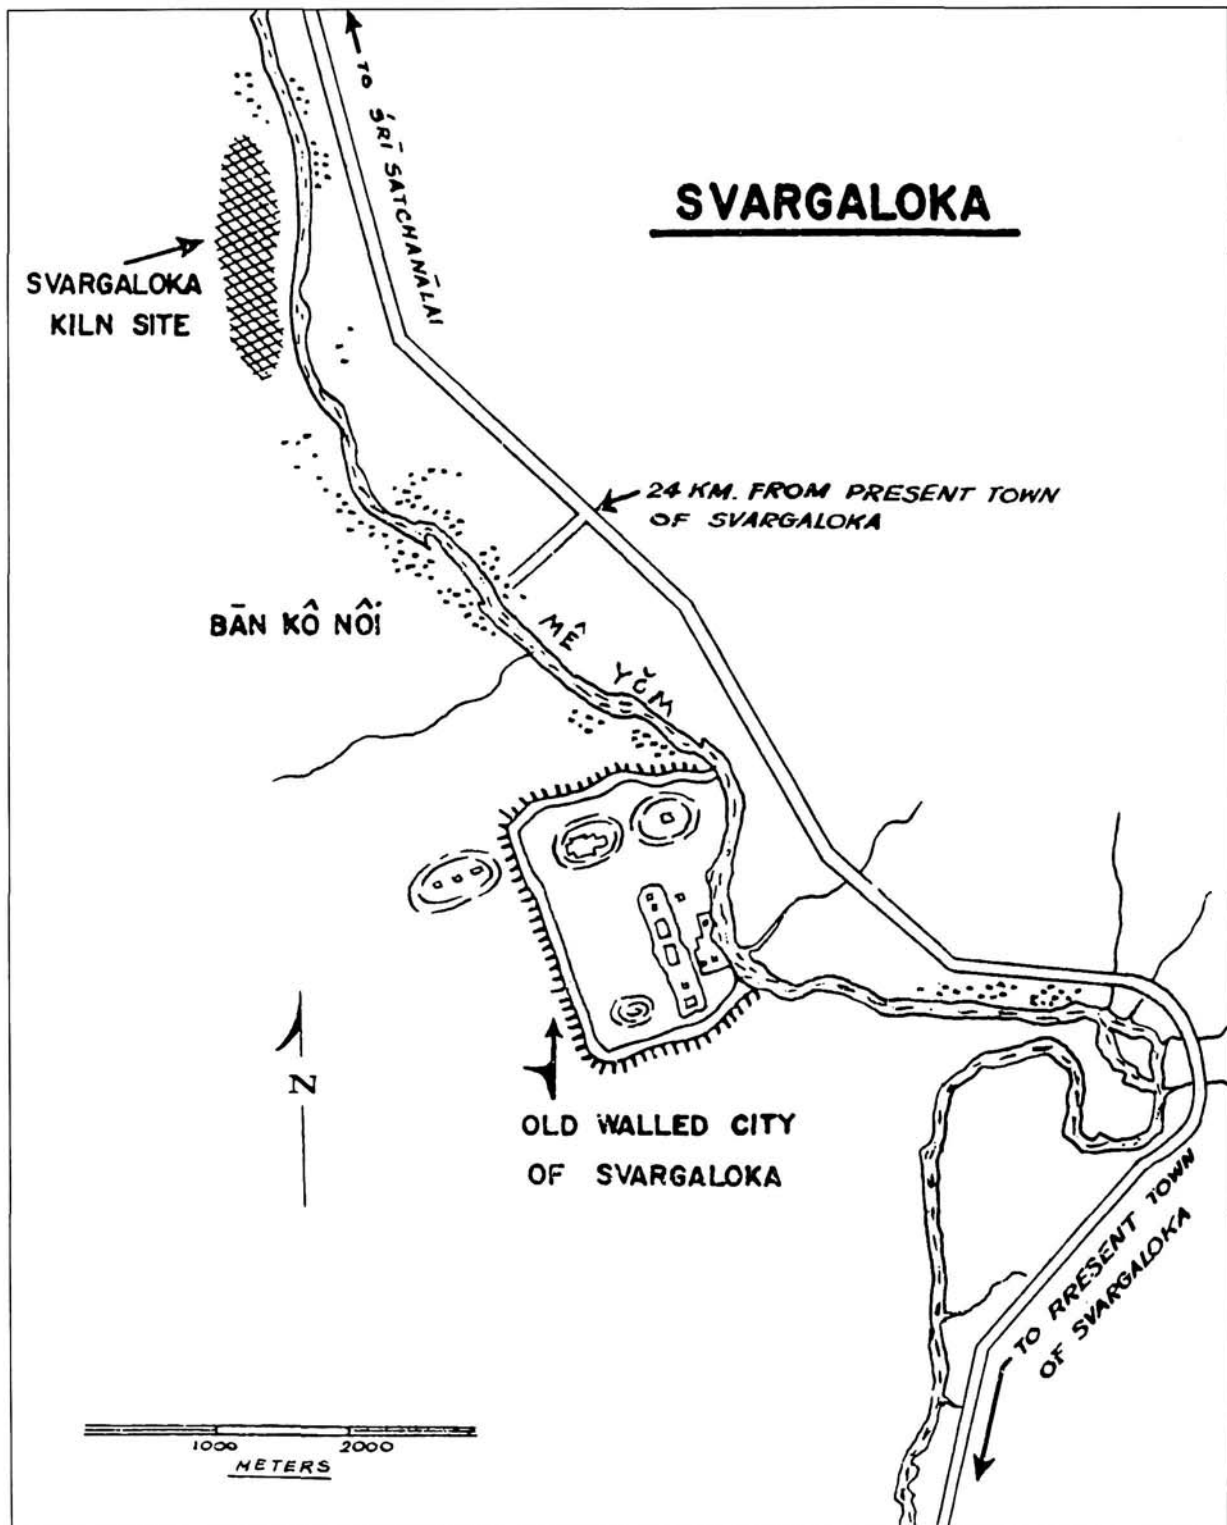 TO ŚRĪ SATCHANĀLAI
SVARGALOKA
SVARGALOKA
KILN SITE
24 KM. FROM PRESENT TOWN
OF SVARGALOKA
BĀN KÔ NÔI
MÊ YŎM
N
OLD WALLED CITY
OF SVARGALOKA
TO RRESENT TOWN
OF SVARGALOKA
1000 2000
METERS